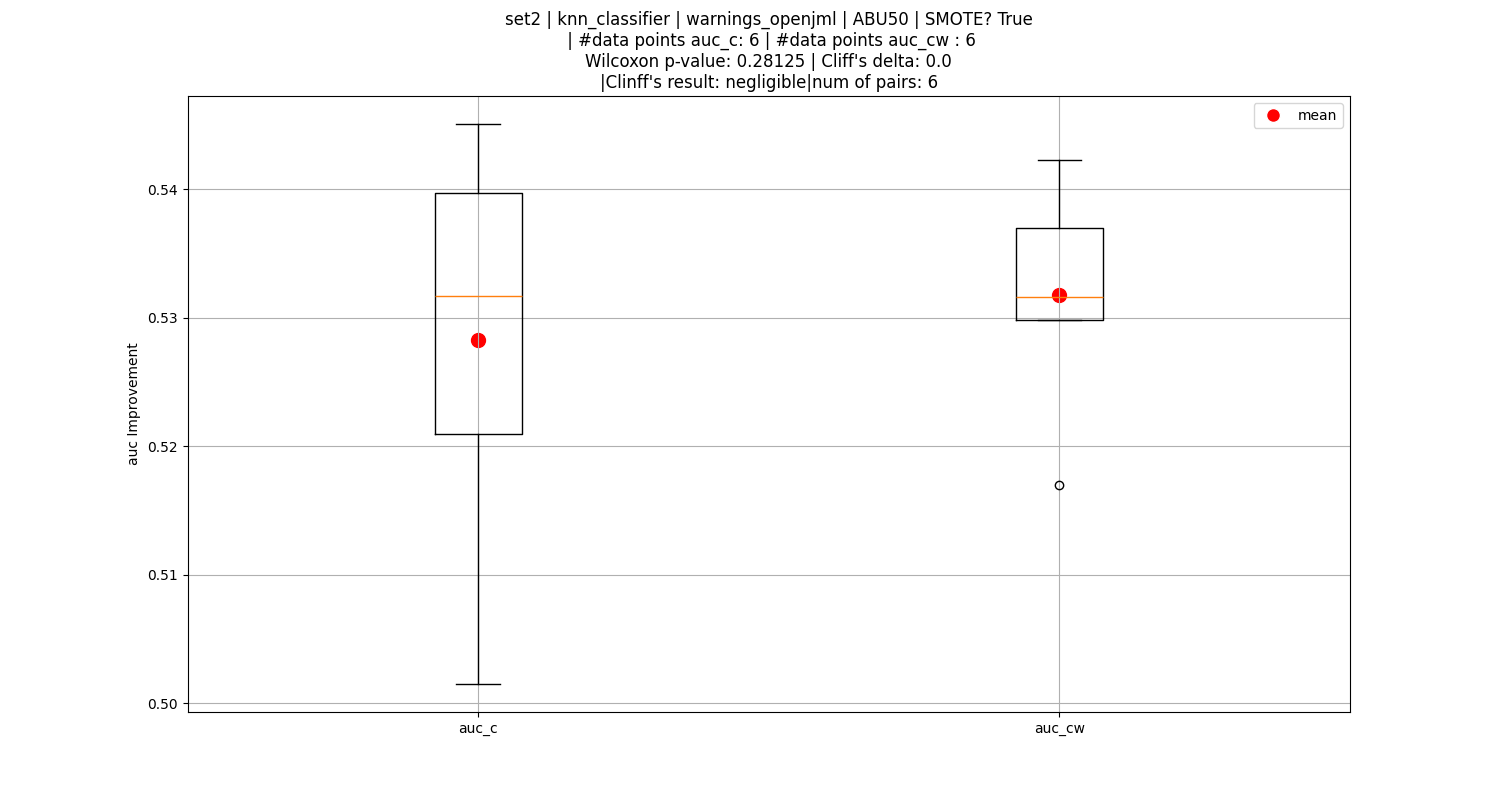 set2 | knn_classifier | warnings_openjml | ABU50 | SMOTE? True
| #data points auc_c: 6 | #data points auc_cw : 6
Wilcoxon p-value: 0.28125 | Cliff's delta: 0.0
|Clinff's result: negligible|num of pairs: 6
mean
0.54
0.53
0.52
0.51
0.50
auc Improvement
auc_c
auc_cw